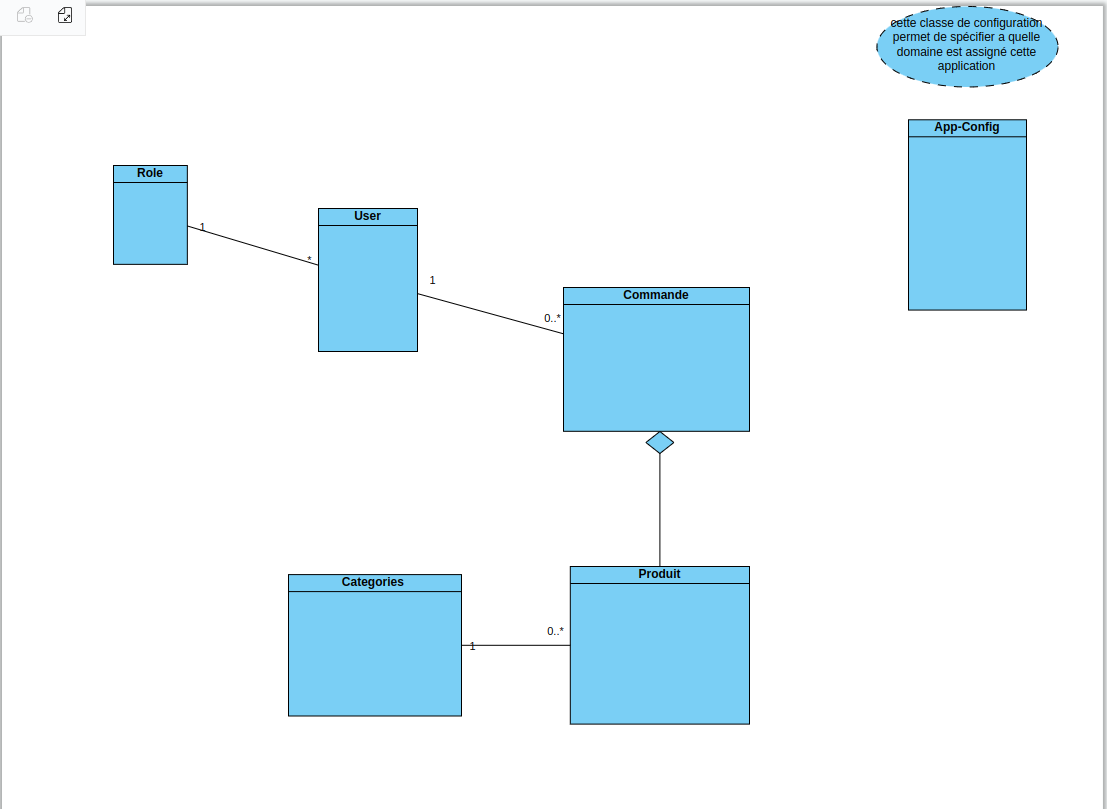 cette classe de configuration
permet de spécifier a quelle
domaine est assigné cette
application
App-Config
Role
1
*
User
1
0..*
Commande
Categories
1
0..*
Produit